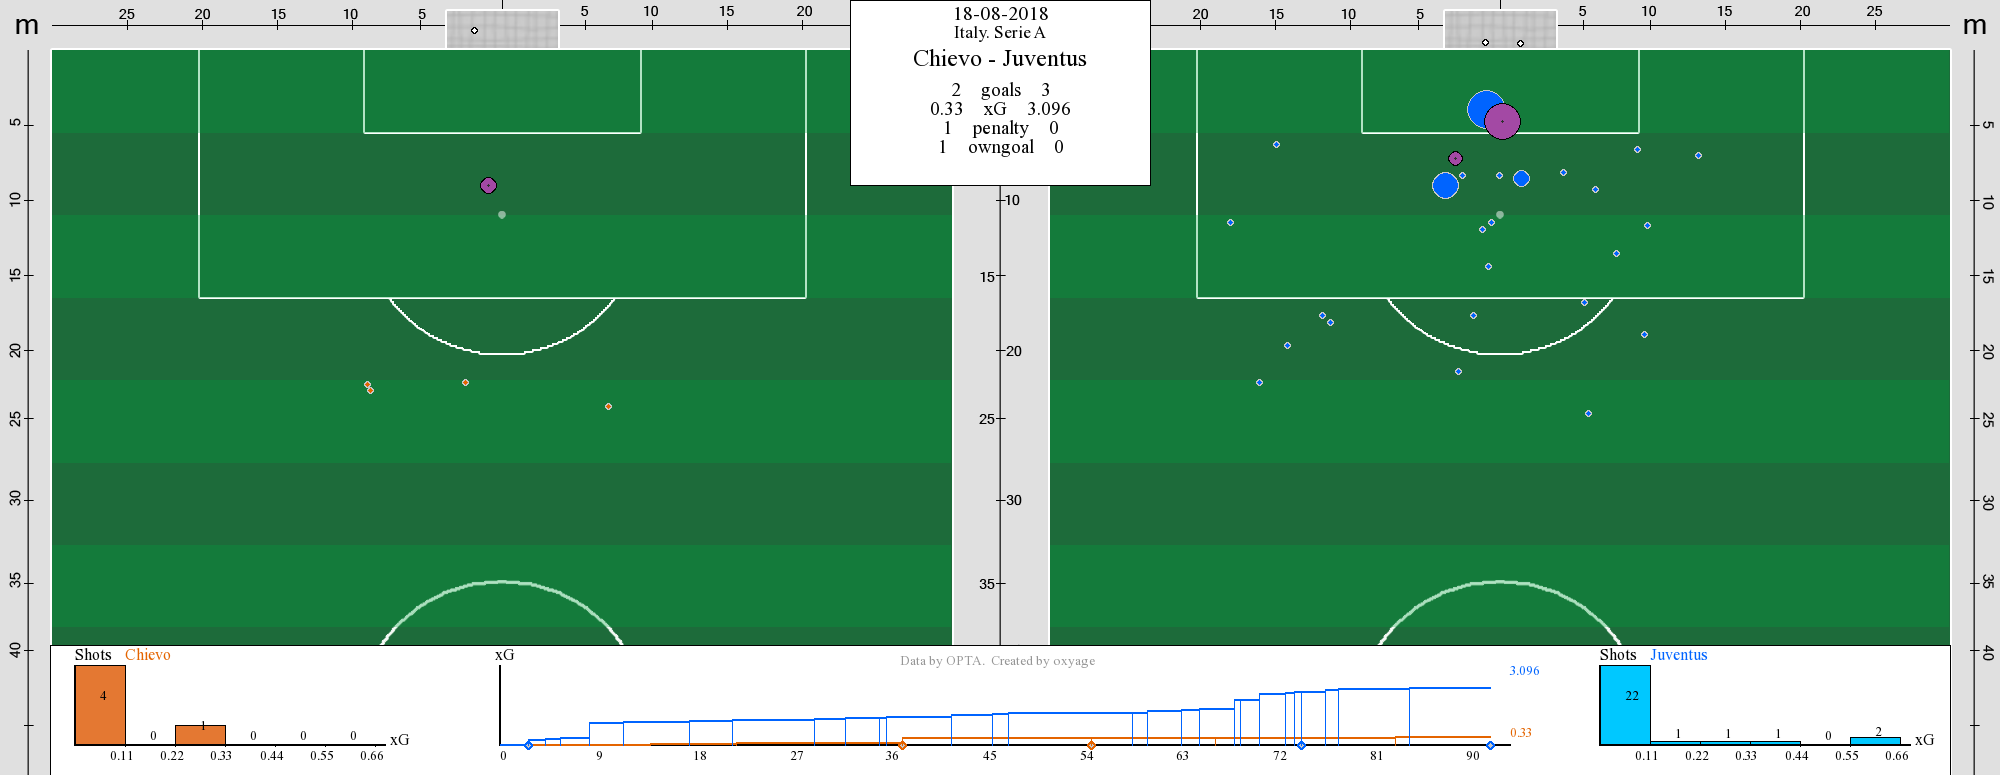 m
25 20 15 10 5 5 10 15 20
18-08-2018
Italy. Serie A
Chievo - Juventus
2 goals 3
0.33 xG 3.096
1 penalty 0
1 owngoal 0
20 15 10 5 5 10 15 20 25
m
5
10
15
20
25
30
35
40
10
15
20
25
30
35
5
10
15
20
25
30
35
40
Shots Chievo
4
0 1 0 0 0
xG
0.11 0.22 0.33 0.44 0.55 0.66
xG
Data by OPTA. Created by oxyage
3.096
0.33
0 9 18 27 36 45 54 63 72 81 90
Shots Juventus
22
1 1 1 0 2
xG
0.11 0.22 0.33 0.44 0.55 0.66